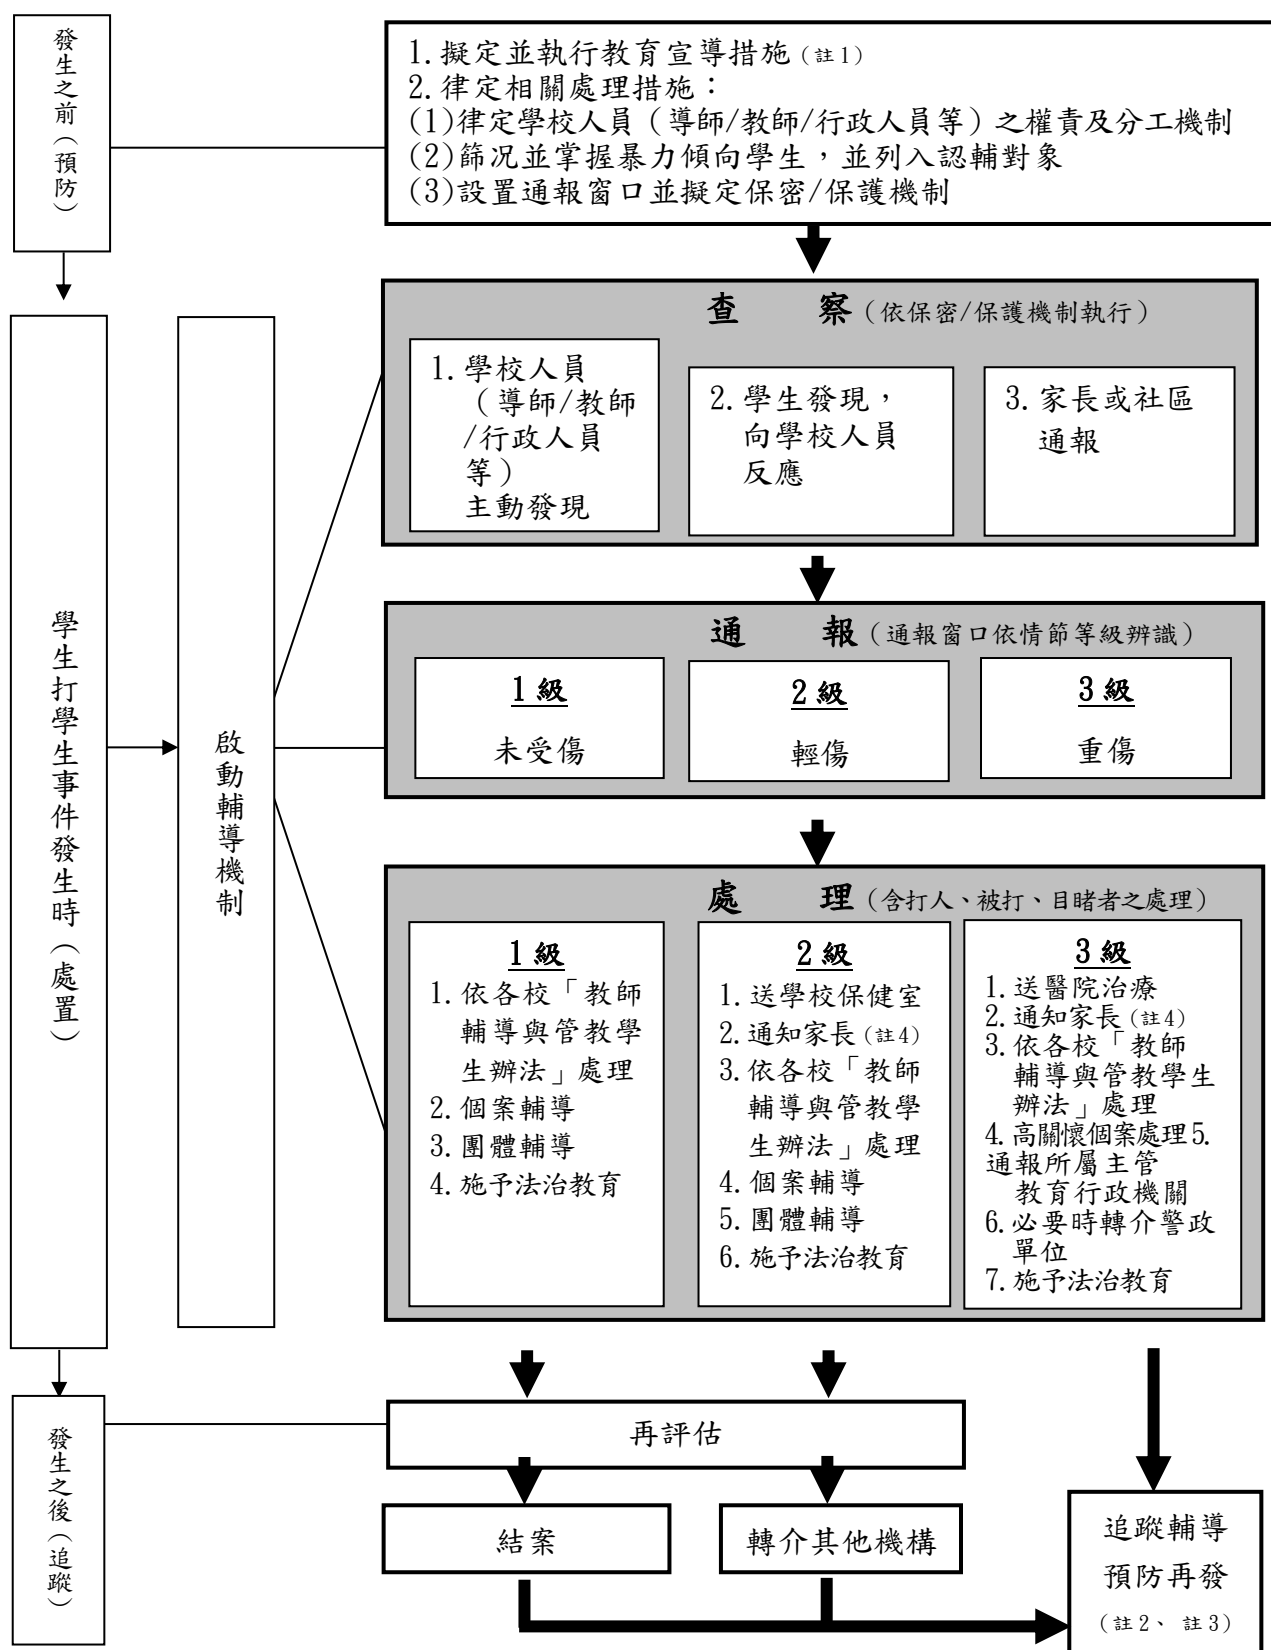 發生之前（預防）
1. 擬定並執行教育宣導措施（註1）
2. 律定相關處理措施：
(1)律定學校人員（導師/教師/行政人員等）之權責及分工機制
(2)篩況並掌握暴力傾向學生，並列入認輔對象
(3)設置通報窗口並擬定保密/保護機制
學生打學生事件發生時（處置）
啟動輔導機制
查 察（依保密/保護機制執行）
1. 學校人員
（導師/教師
/行政人員
等）
主動發現
2. 學生發現，
向學校人員
反應
3. 家長或社區
通報
通 報（通報窗口依情節等級辨識）
1級
未受傷
2級
輕傷
3級
重傷
處 理（含打人、被打、目睹者之處理）
1級
1. 依各校「教師
輔導與管教學
生辦法」處理
2. 個案輔導
3. 團體輔導
4. 施予法治教育
2級
1. 送學校保健室
2. 通知家長（註4）
3. 依各校「教師
輔導與管教學
生辦法」處理
4. 個案輔導
5. 團體輔導
6. 施予法治教育
3級
1. 送醫院治療
2. 通知家長（註4）
3. 依各校「教師
輔導與管教學生
辦法」處理
4. 高關懷個案處理5.
通報所屬主管
教育行政機關
6. 必要時轉介警政
單位
7. 施予法治教育
發生之後（追蹤）
再評估
結案
轉介其他機構
追蹤輔導
預防再發
（註2、 註3）